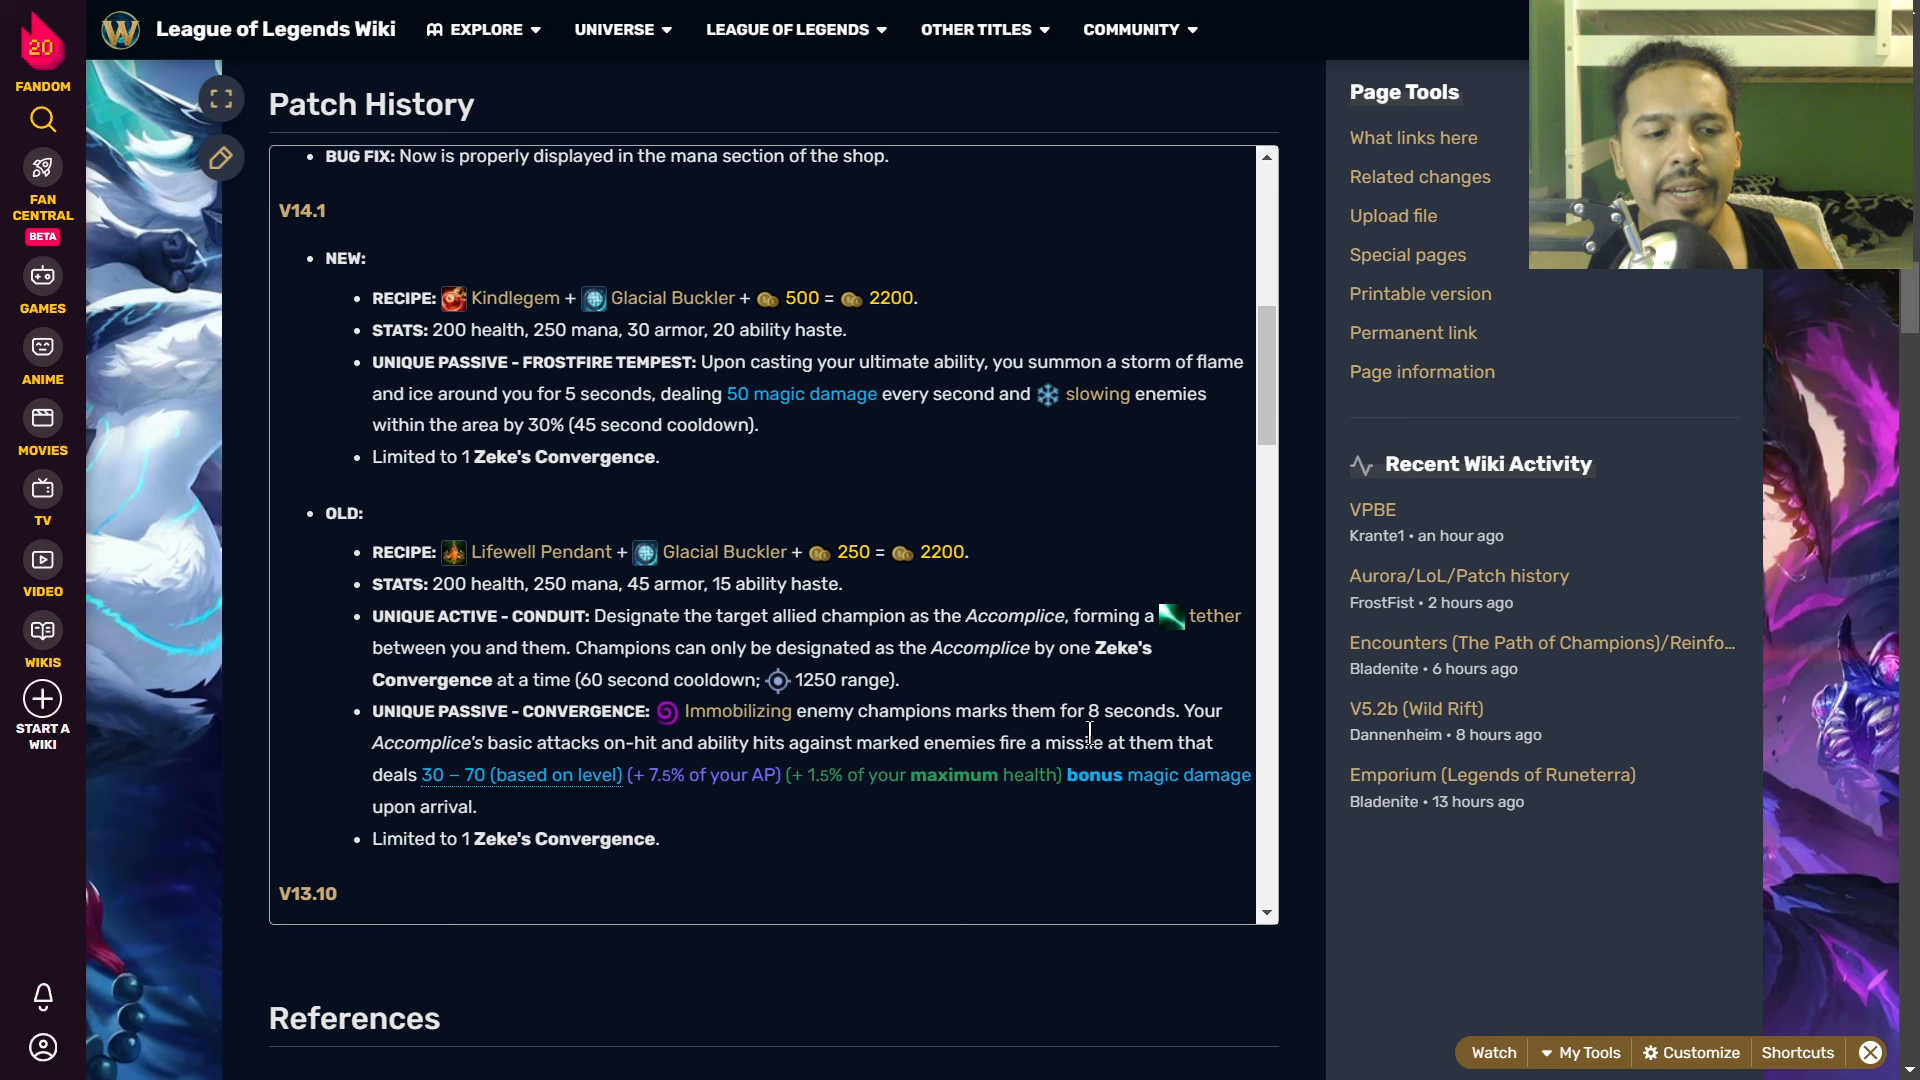 20
FANDOM
FAN
CENTRAL
BETA
GAMES
ANIME
MOVIES
TV
VIDEO
WIKIS
START A
WIKI
W
League of Legends Wiki
EXPLORE
UNIVERSE
LEAGUE OF LEGENDS
OTHER TITLES
COMMUNITY
Patch History
BUG FIX: Now is properly displayed in the mana section of the shop.
V14.1
NEW:
RECIPE: Kindlegem + Glacial Buckler + 500 = 2200.
STATS: 200 health, 250 mana, 30 armor, 20 ability haste.
UNIQUE PASSIVE - FROSTFIRE TEMPEST: Upon casting your ultimate ability, you summon a storm of flame
and ice around you for 5 seconds, dealing 50 magic damage every second and slowing enemies
within the area by 30% (45 second cooldown).
Limited to 1 Zeke's Convergence.
OLD:
RECIPE: Lifewell Pendant + Glacial Buckler + 250 = 2200.
STATS: 200 health, 250 mana, 45 armor, 15 ability haste.
UNIQUE ACTIVE - CONDUIT: Designate the target allied champion as the Accomplice, forming a tether
between you and them. Champions can only be designated as the Accomplice by one Zeke's
Convergence at a time (60 second cooldown; 1250 range).
UNIQUE PASSIVE - CONVERGENCE: Immobilizing enemy champions marks them for 8 seconds. Your
Accomplice's basic attacks on-hit and ability hits against marked enemies fire a missile at them that
deals 30 – 70 (based on level) (+ 7.5% of your AP) (+ 1.5% of your maximum health) bonus magic damage
upon arrival.
Limited to 1 Zeke's Convergence.
V13.10
References
Page Tools
What links here
Related changes
Upload file
Special pages
Printable version
Permanent link
Page information
Recent Wiki Activity
VPBE
Krante1 • an hour ago
Aurora/LoL/Patch history
FrostFist • 2 hours ago
Encounters (The Path of Champions)/Reinfo...
Bladenite • 6 hours ago
V5.2b (Wild Rift)
Dannenheim • 8 hours ago
Emporium (Legends of Runeterra)
Bladenite • 13 hours ago
Watch
My Tools
Customize
Shortcuts